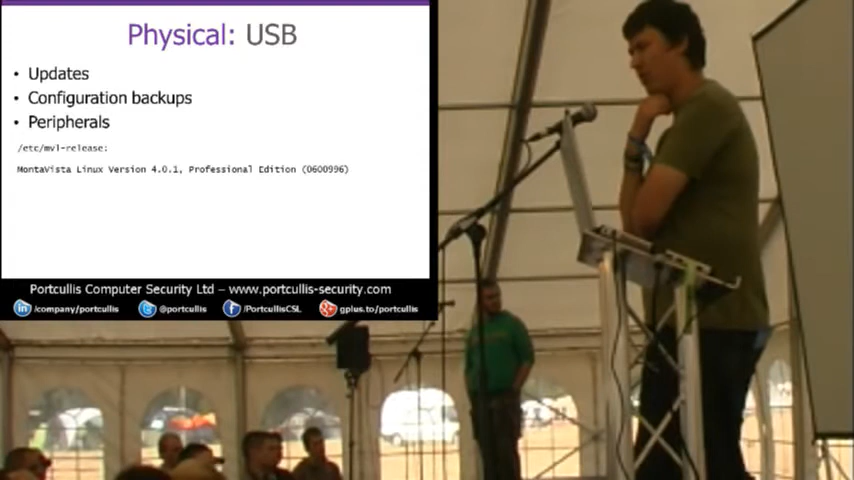 Physical: USB
• Updates
• Configuration backups
• Peripherals
/etc/mvl-release:
MontaVista Linux Version 4.0.1, Professional Edition (0600996)
Portcullis Computer Security Ltd – www.portcullis-security.com
/company/portcullis @portcullis /PortcullisCSL gplus.to/portcullis